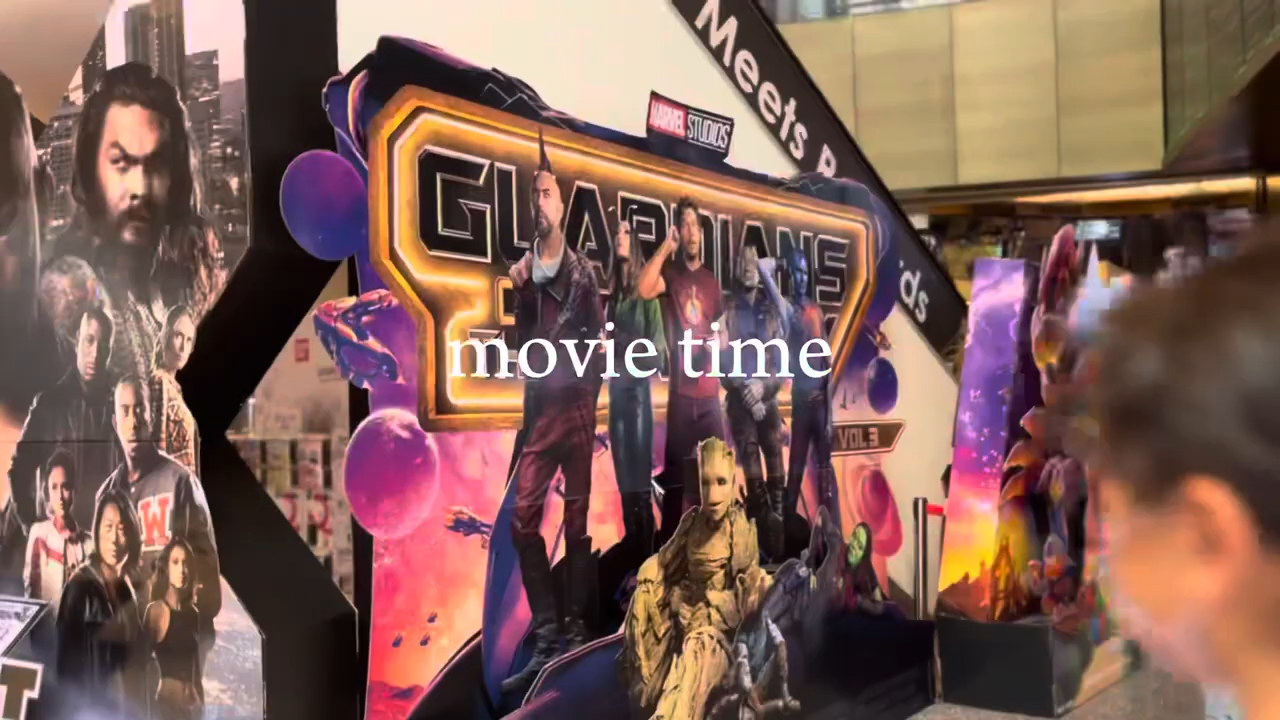 Meets R
ds
MARVEL STUDIOS
GUARDIANS
movie time
VOL 3
W